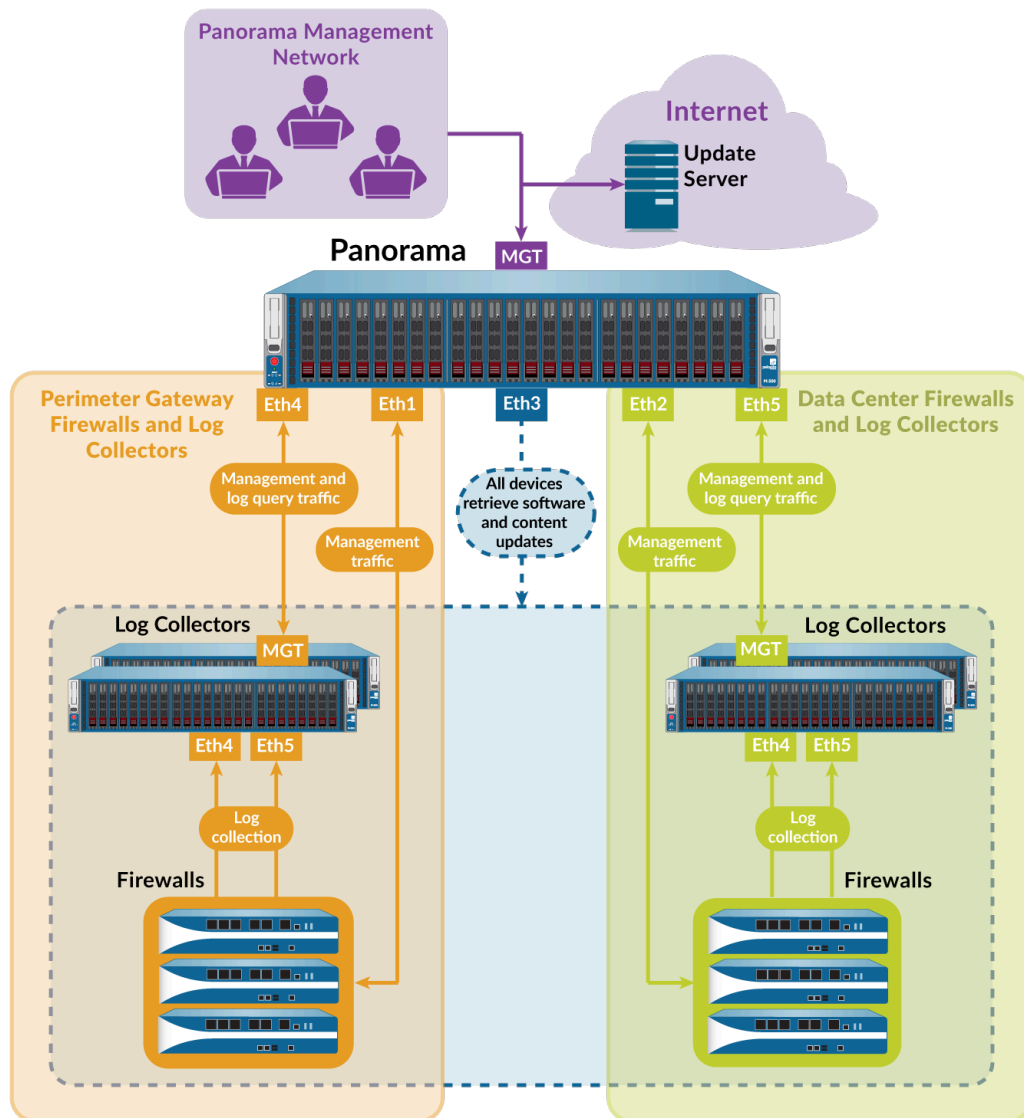 Panorama Management
Network
Internet
Update
Server
Panorama
MGT
Eth4
Eth1
Eth3
Eth2
Eth5
Perimeter Gateway
Firewalls and Log
Collectors
Data Center Firewalls
and Log Collectors
Management and
log query traffic
Management
traffic
All devices
retrieve software
and content
updates
Management and
log query traffic
Management
traffic
Log Collectors
MGT
Log Collectors
MGT
Eth4
Eth5
Eth4
Eth5
Log
collection
Log
collection
Firewalls
Firewalls